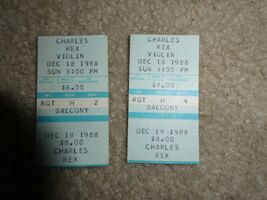 CHARLES
REX
VIOLIN
DEC 18 1988
SUN 3:00 PM
$8.00
RGT H 2
BALCONY
DEC 18 1988
$8.00
CHARLES
REX
CHARLES
REX
VIOLIN
DEC 18 1988
SUN 3:00 PM
$8.00
RGT H 4
BALCONY
DEC 18 1988
$8.00
CHARLES
REX